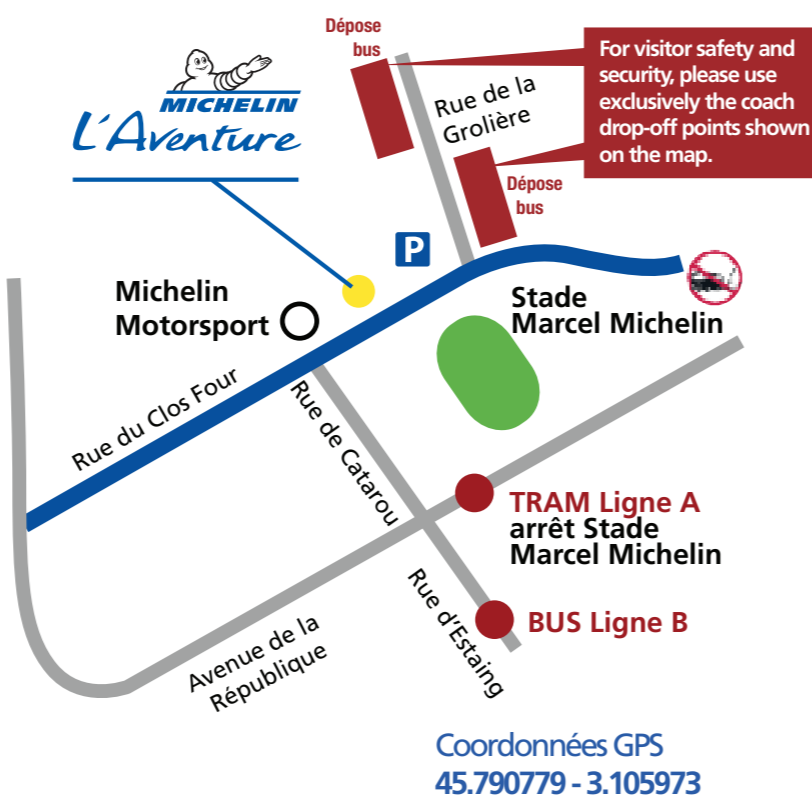 Dépose
bus
For visitor safety and
security, please use
exclusively the coach
drop-off points shown
on the map.
MICHELIN
L'Aventure
Rue de la
Grolière
Dépose
bus
P
Michelin
Motorsport
Stade
Marcel Michelin
Rue du Clos Four
Rue de Catarou
TRAM Ligne A
arrêt Stade
Marcel Michelin
Rue d'Estaing
BUS Ligne B
Avenue de la
République
Coordonnées GPS
45.790779 - 3.105973